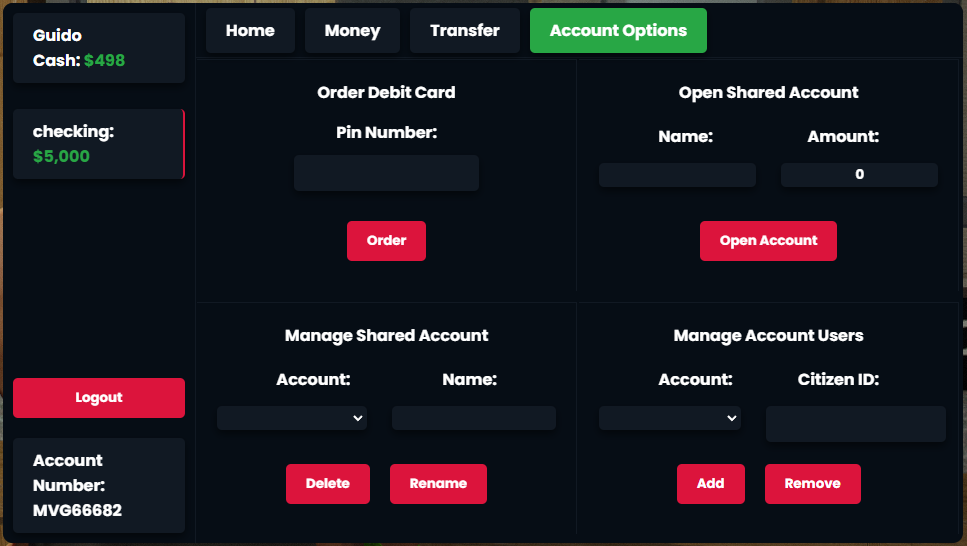 Guido
Cash: $498
checking:
$5,000
Logout
Account
Number:
MVG66682
Home Money Transfer Account Options
Order Debit Card
Pin Number:
Order
Open Shared Account
Name: Amount:
0
Open Account
Manage Shared Account
Account: Name:
Delete Rename
Manage Account Users
Account: Citizen ID:
Add Remove